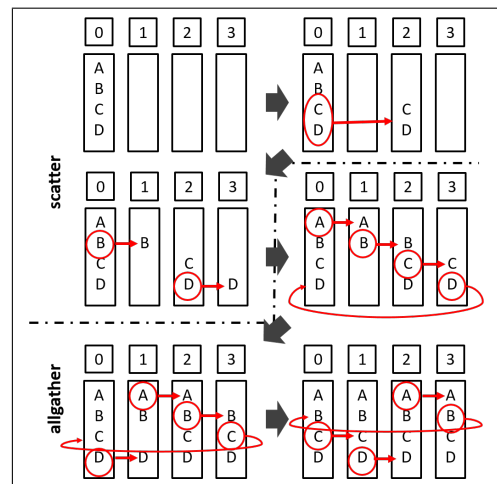 scatter
0 1 2 3
A
B
C
D
0 1 2 3
A
B
C C
D D
0 1 2 3
A
B B
C C
D D D
0 1 2 3
A A
B B B
C C C
D D D
allgather
0 1 2 3
A A A
B B B B
C C C
D D D D
0 1 2 3
A A A A
B B B B
C C C C
D D D D